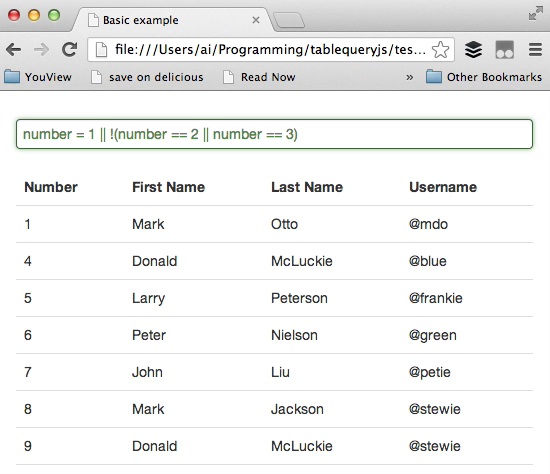 Basic example
file:///Users/ai/Programming/tablequeryjs/tes...
YouView save on delicious Read Now » Other Bookmarks
number = 1 || !(number == 2 || number == 3)
Number First Name Last Name Username
1 Mark Otto @mdo
4 Donald McLuckie @blue
5 Larry Peterson @frankie
6 Peter Nielson @green
7 John Liu @petie
8 Mark Jackson @stewie
9 Donald McLuckie @stewie